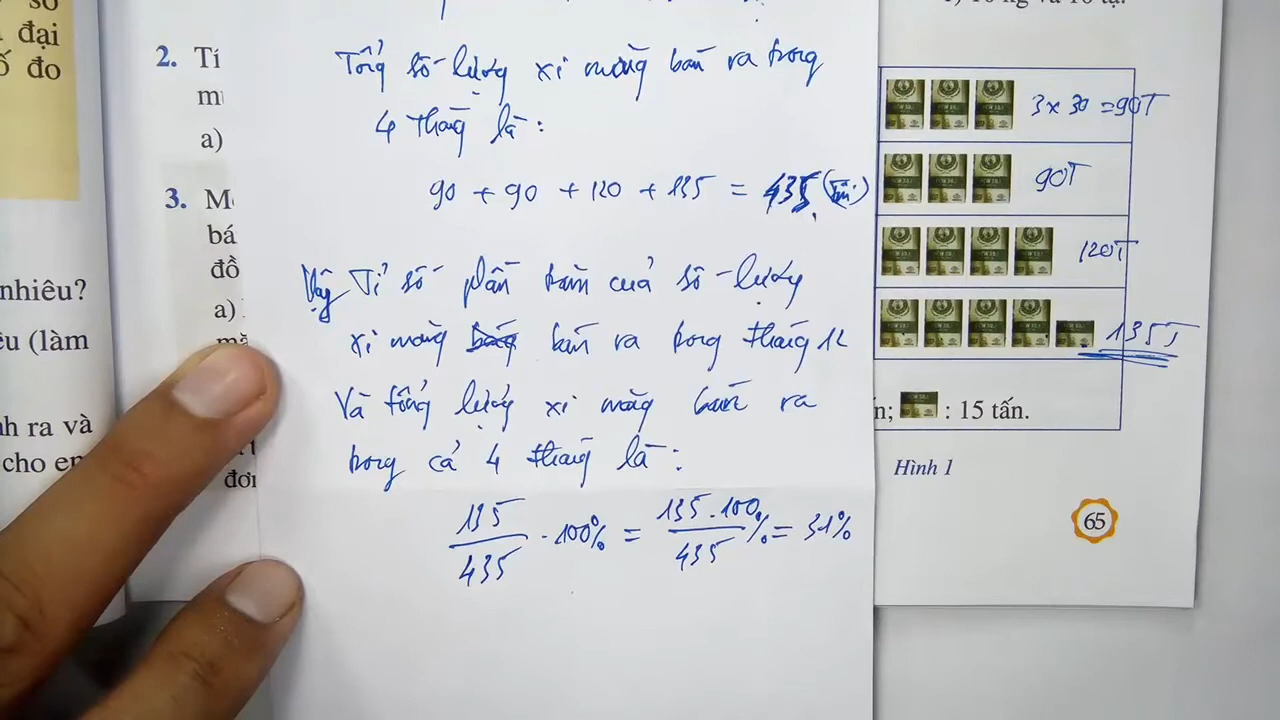 số
đại
ố đo
nhiêu?
ều (làm
nh ra và
cho em
2. Tí
a)
3. M
bá
đồ
a)
đơn
Tổng số lượng xi măng bán ra trong
4 tháng là:
90 + 90 + 120 + 135 = 435 (tấn)
Vậy Tỉ số phần trăm của số lượng
xi măng bán ra trong tháng 12
Và tổng lượng xi măng bán ra
trong cả 4 tháng là:
135/435 . 100% = 135.100/435 % = 31%
3 x 30 = 90T
90T
120T
135T
n; : 15 tấn.
Hình 1
65